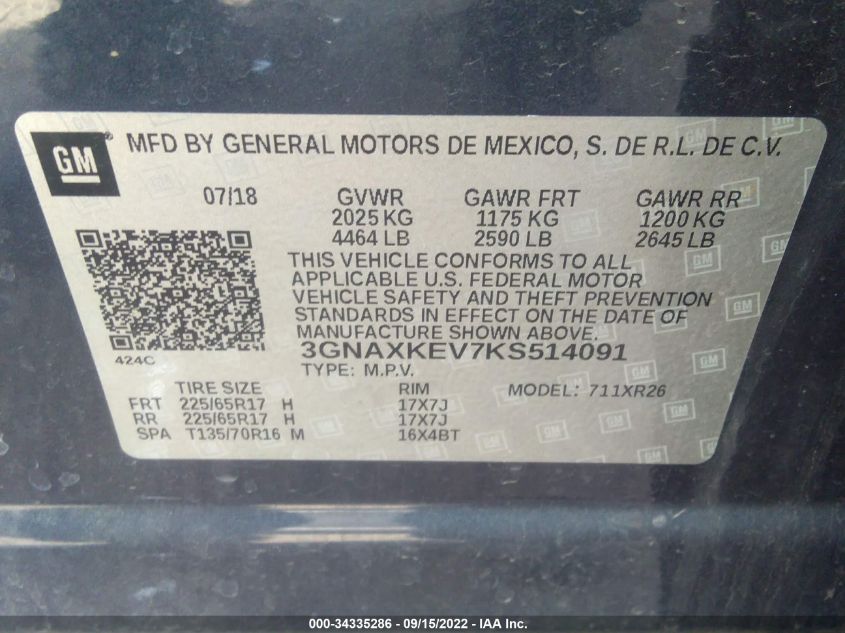 GM ® MFD BY GENERAL MOTORS DE MEXICO, S. DE R.L. DE C.V.
07/18 GVWR GAWR FRT GAWR RR
2025 KG 1175 KG 1200 KG
4464 LB 2590 LB 2645 LB
THIS VEHICLE CONFORMS TO ALL
APPLICABLE U.S. FEDERAL MOTOR
VEHICLE SAFETY AND THEFT PREVENTION
STANDARDS IN EFFECT ON THE DATE OF
MANUFACTURE SHOWN ABOVE.
424C 3GNAXKEV7KS514091
TYPE: M.P.V.
TIRE SIZE RIM MODEL: 711XR26
FRT 225/65R17 H 17X7J
RR 225/65R17 H 17X7J
SPA T135/70R16 M 16X4BT
000-34335286 - 09/15/2022 - IAA Inc.